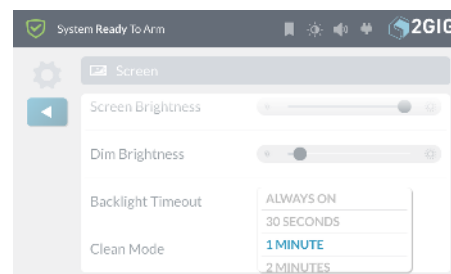 System Ready To Arm
2GIG
Screen
Screen Brightness
Dim Brightness
Backlight Timeout
ALWAYS ON
30 SECONDS
1 MINUTE
Clean Mode
2 MINUTES